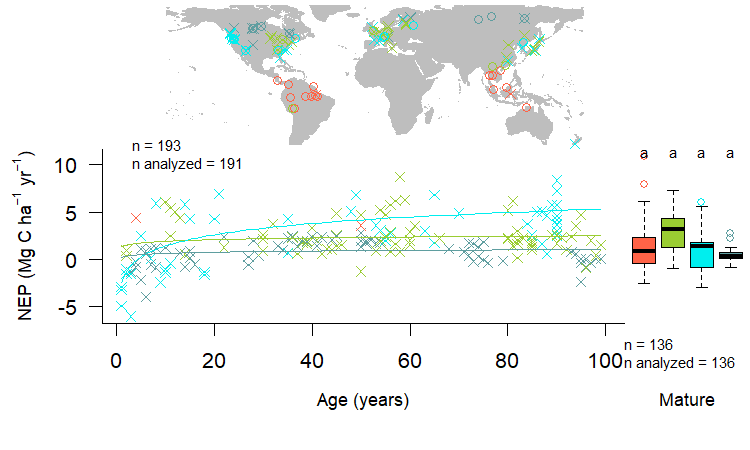 n = 193
n analyzed = 191
a a a a
NEP (Mg C ha⁻¹ yr⁻¹)
10
5
0
-5
0 20 40 60 80 100
n = 136
n analyzed = 136
Age (years)
Mature